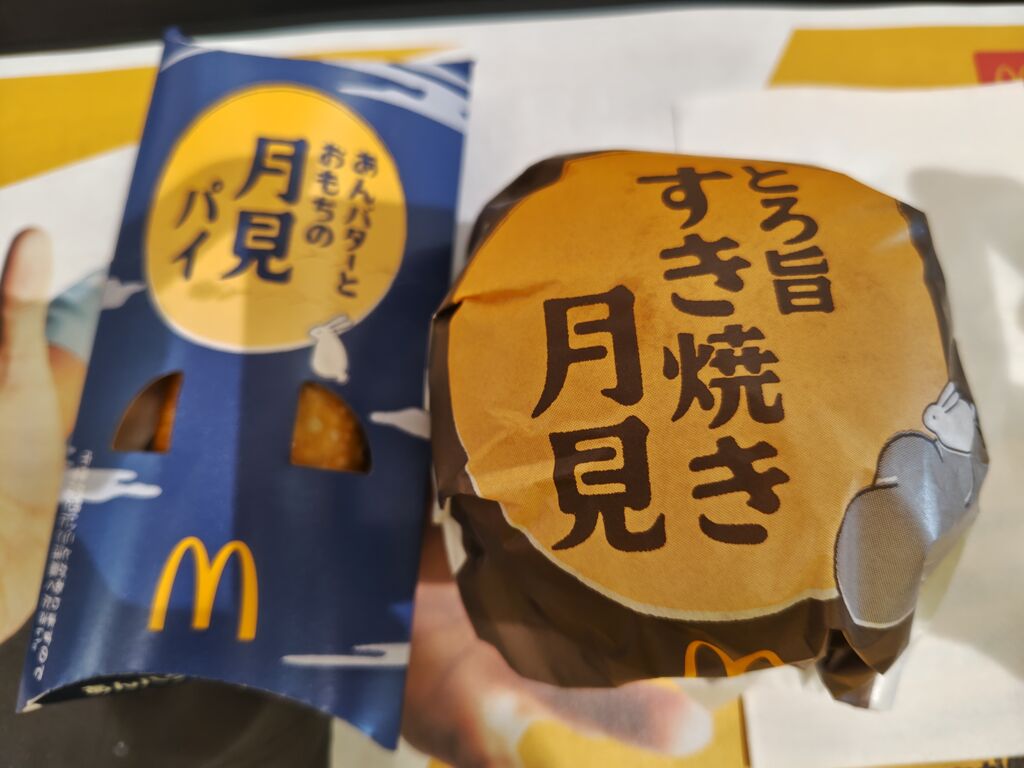 あんバターと
おもちの
月見
パイ
とろ旨
すき焼き
月見